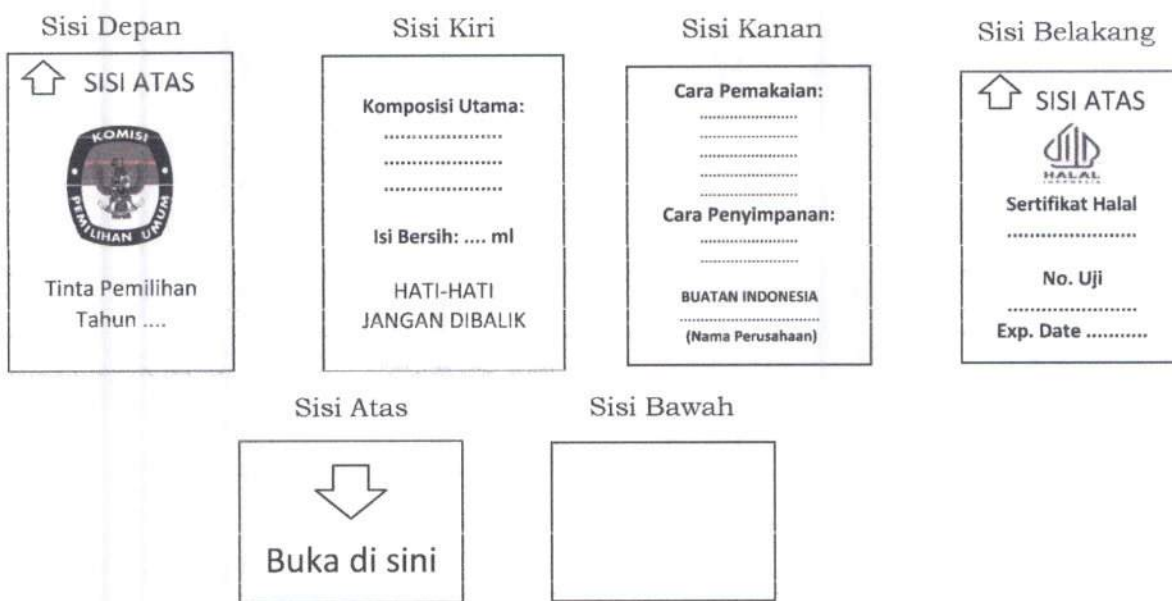 Sisi Depan
SISI ATAS
KOMISI
PEMILIHAN UMUM
Tinta Pemilihan
Tahun ....
Sisi Kiri
Komposisi Utama:
....................
....................
....................
Isi Bersih: .... ml
HATI-HATI
JANGAN DIBALIK
Sisi Kanan
Cara Pemakaian:
......................
......................
......................
......................
......................
Cara Penyimpanan:
......................
......................
BUATAN INDONESIA
................................
(Nama Perusahaan)
Sisi Belakang
SISI ATAS
HALAL
INDONESIA
Sertifikat Halal
.......................
No. Uji
.......................
Exp. Date ...........
Sisi Atas
Buka di sini
Sisi Bawah